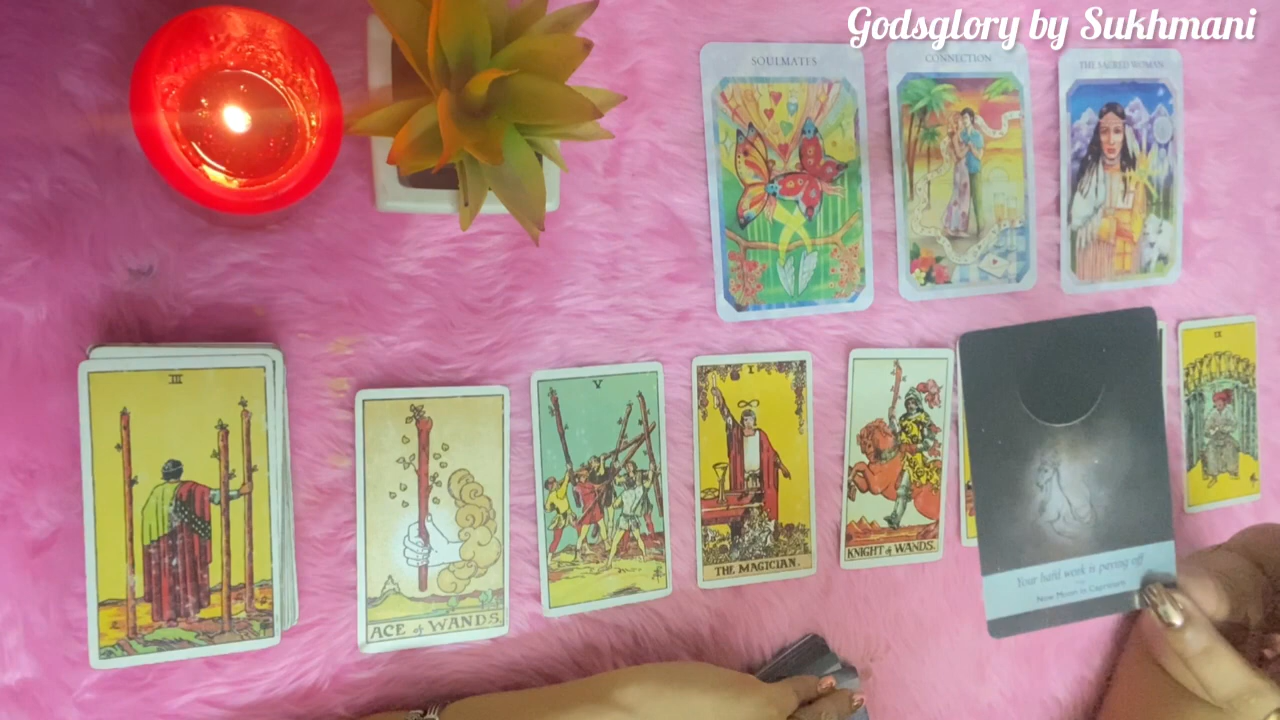 Godsglory by Sukhmani
SOULMATES
CONNECTION
THE SACRED WOMAN
III
ACE of WANDS.
V
I
THE MAGICIAN.
KNIGHT of WANDS.
Your hard work is paying off
New Moon in Capricorn
IX